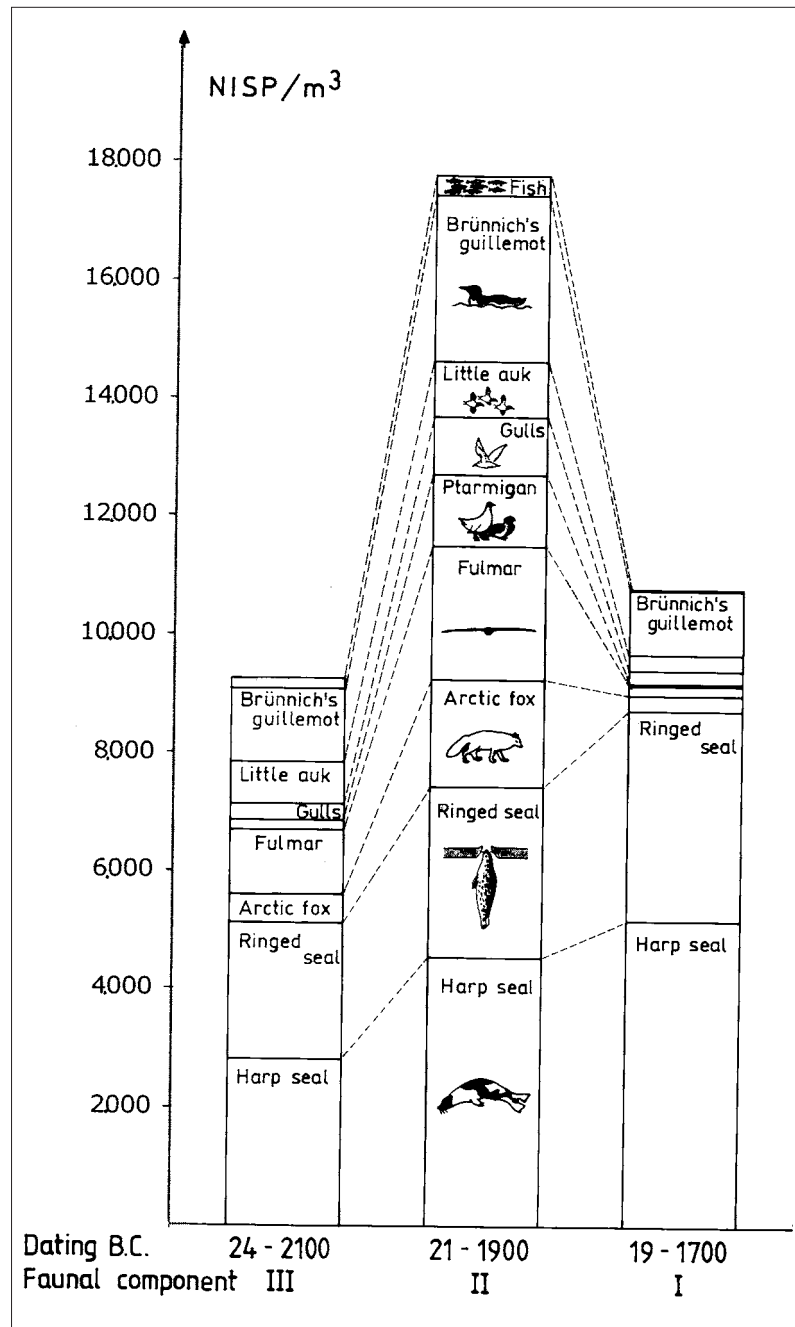 NISP/m³
18.000
16.000
14.000
12.000
10.000
8.000
6.000
4.000
2.000
Brünnich's
guillemot
Little auk
Gulls
Fulmar
Arctic fox
Ringed
seal
Harp seal
Fish
Brünnich's
guillemot
Little auk
Gulls
Ptarmigan
Fulmar
Arctic fox
Ringed seal
Harp seal
Brünnich's
guillemot
Ringed
seal
Harp seal
Dating B.C. 24-2100 21-1900 19-1700
Faunal component III II I